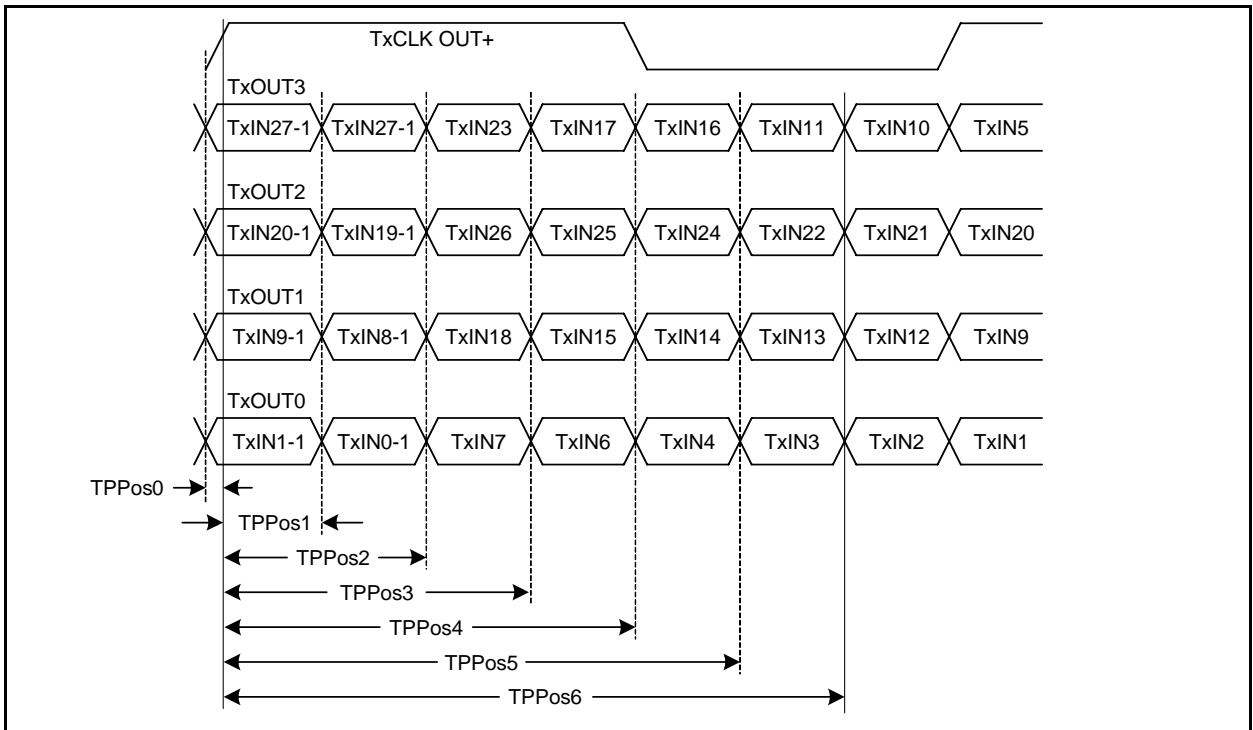 TxCLK OUT+
TxOUT3
TxIN27-1 TxIN27-1 TxIN23 TxIN17 TxIN16 TxIN11 TxIN10 TxIN5
TxOUT2
TxIN20-1 TxIN19-1 TxIN26 TxIN25 TxIN24 TxIN22 TxIN21 TxIN20
TxOUT1
TxIN9-1 TxIN8-1 TxIN18 TxIN15 TxIN14 TxIN13 TxIN12 TxIN9
TxOUT0
TxIN1-1 TxIN0-1 TxIN7 TxIN6 TxIN4 TxIN3 TxIN2 TxIN1
TPPos0
TPPos1
TPPos2
TPPos3
TPPos4
TPPos5
TPPos6